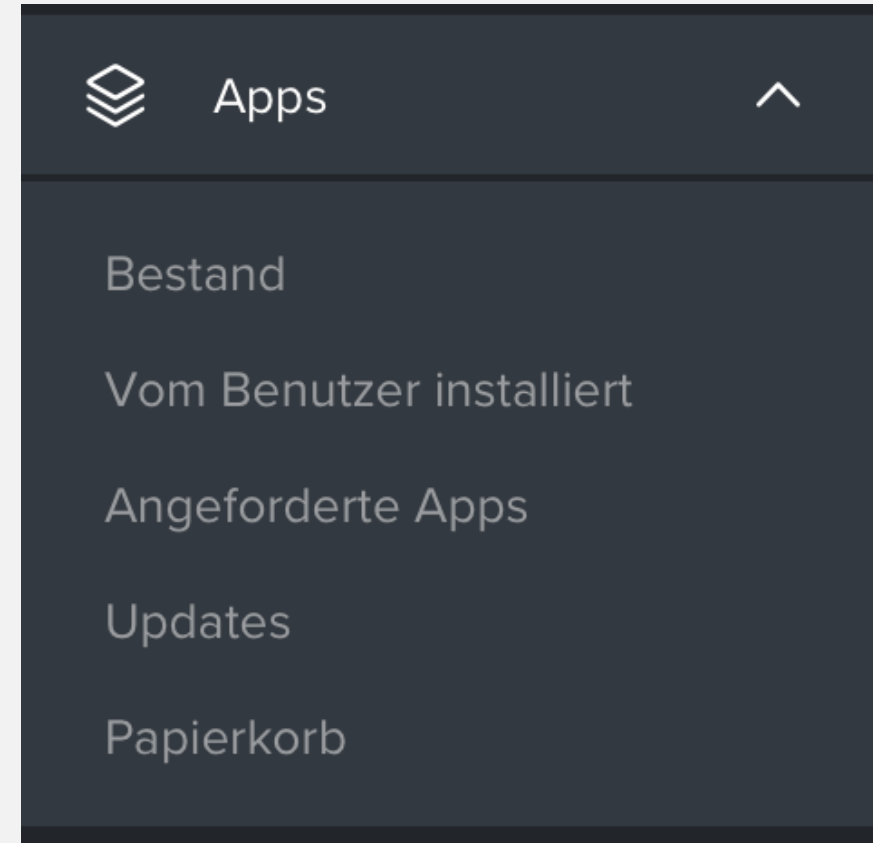 Apps
Bestand
Vom Benutzer installiert
Angeforderte Apps
Updates
Papierkorb